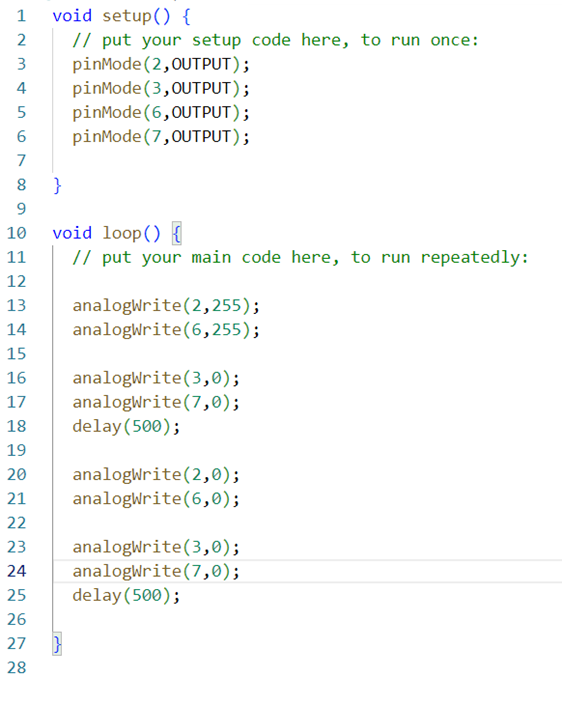 1 void setup() {
2 // put your setup code here, to run once:
3 pinMode(2,OUTPUT);
4 pinMode(3,OUTPUT);
5 pinMode(6,OUTPUT);
6 pinMode(7,OUTPUT);
7
8 }
9
10 void loop() {
11 // put your main code here, to run repeatedly:
12
13 analogWrite(2,255);
14 analogWrite(6,255);
15
16 analogWrite(3,0);
17 analogWrite(7,0);
18 delay(500);
19
20 analogWrite(2,0);
21 analogWrite(6,0);
22
23 analogWrite(3,0);
24 analogWrite(7,0);
25 delay(500);
26
27 }
28